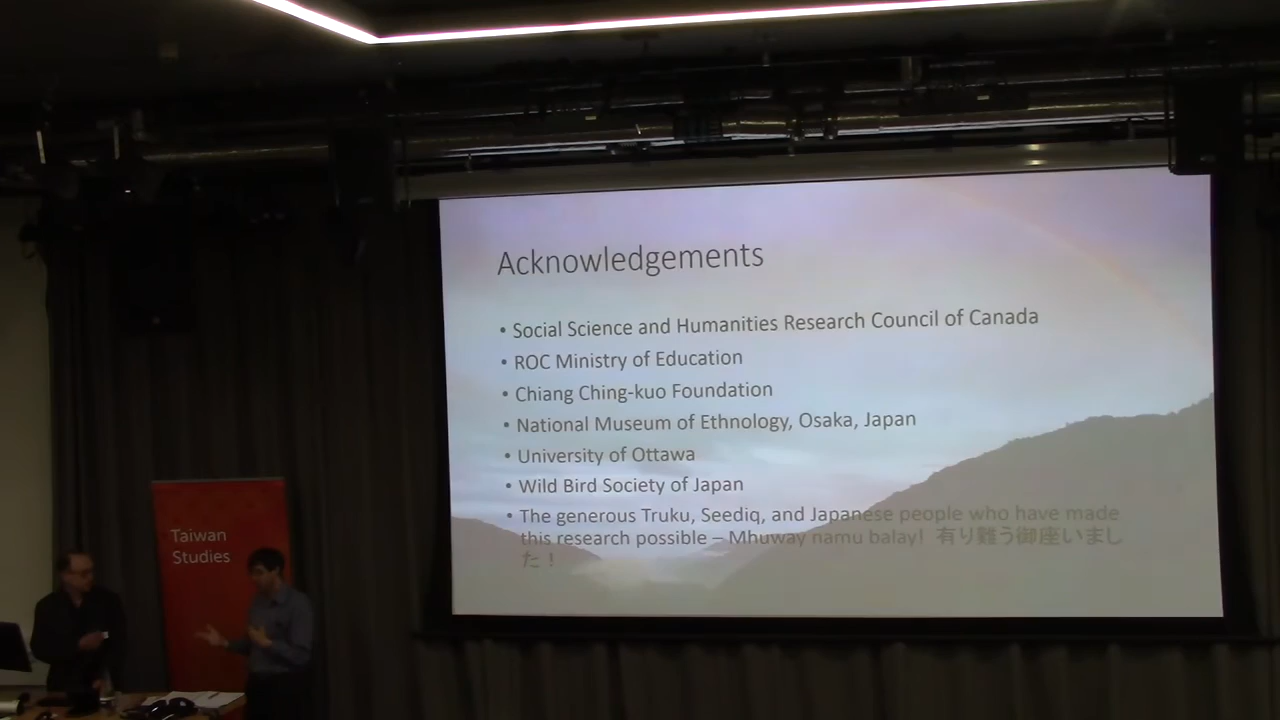 Acknowledgements
• Social Science and Humanities Research Council of Canada
• ROC Ministry of Education
• Chiang Ching-kuo Foundation
• National Museum of Ethnology, Osaka, Japan
• University of Ottawa
• Wild Bird Society of Japan
• The generous Truku, Seediq, and Japanese people who have made
this research possible – Mhuway namu balay! 有り難う御座いまし
た！
Taiwan
Studies